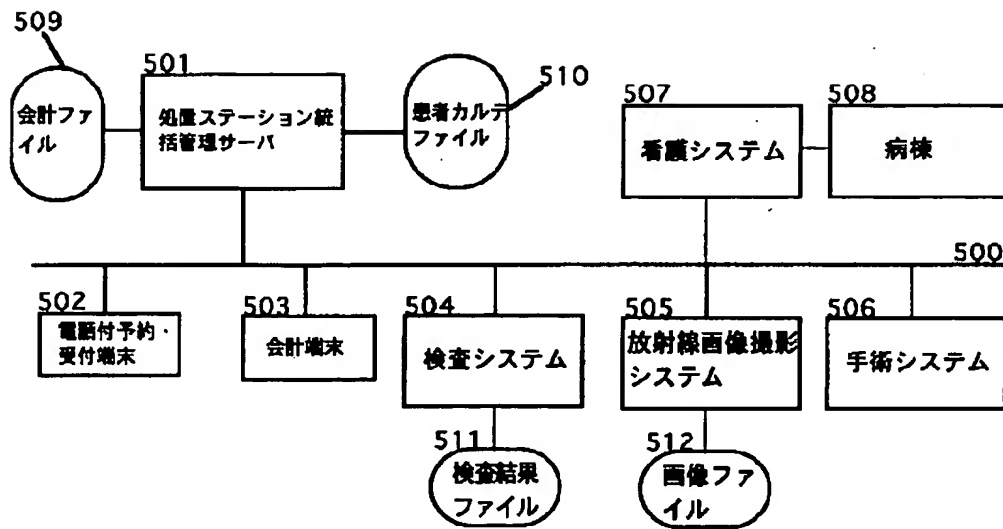 509
501
510
507
508
会計ファ
イル
処置ステーション統
括管理サーバ
患者カルテ
ファイル
看護システム
病棟
500
502
503
504
505
506
電話付予約・
受付端末
会計端末
検査システム
放射線画像撮影
システム
手術システム
511
512
検査結果
ファイル
画像ファ
イル